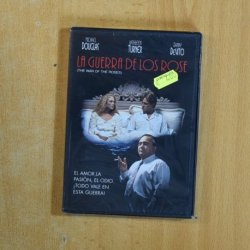 MICHAEL KATHLEEN DANNY
DOUGLAS TURNER DeVITO
LA GUERRA DE LOS ROSE
(THE WAR OF THE ROSES)
EL AMOR, LA
PASIÓN, EL ODIO.
¡TODO VALE EN
ESTA GUERRA!